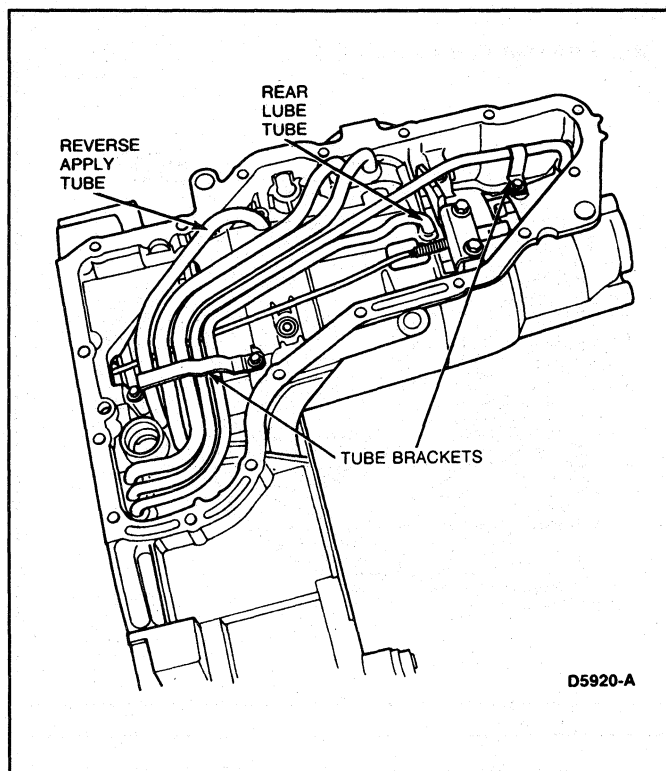 REAR
LUBE
TUBE
REVERSE
APPLY
TUBE
TUBE BRACKETS
D5920-A